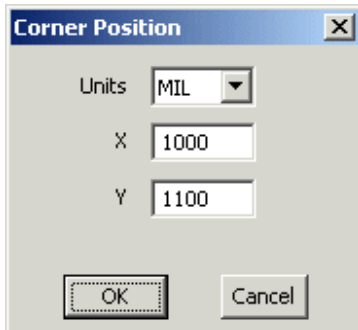 Corner Position
Units MIL
X 1000
Y 1100
OK Cancel